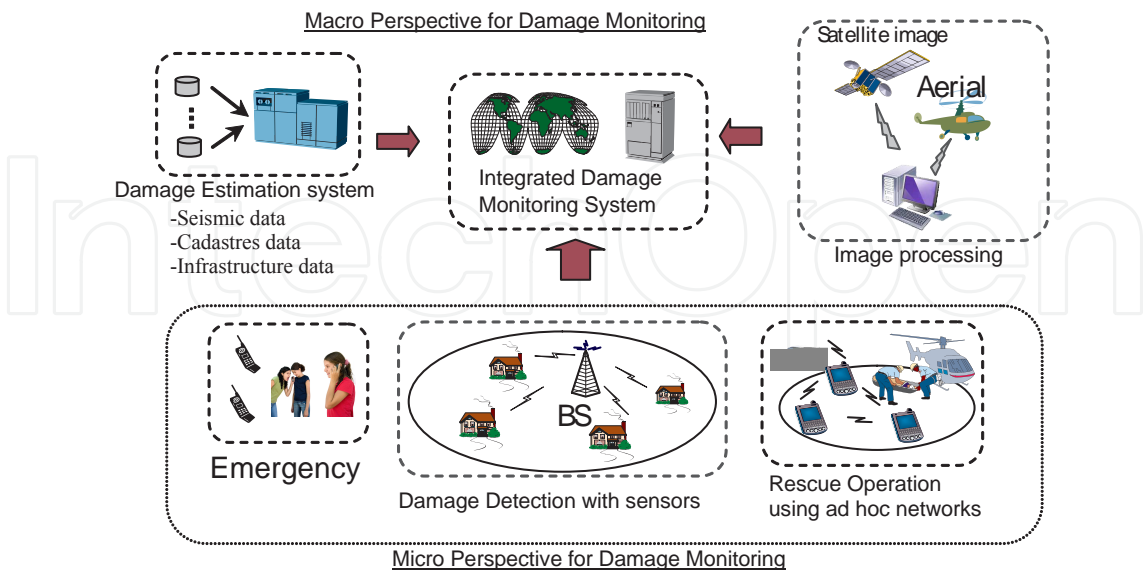 Macro Perspective for Damage Monitoring
Satellite image
Aerial
Damage Estimation system
-Seismic data
-Cadastres data
-Infrastructure data
Integrated Damage
Monitoring System
Image processing
IntechOpen
BS
Emergency
Damage Detection with sensors
Rescue Operation
using ad hoc networks
Micro Perspective for Damage Monitoring